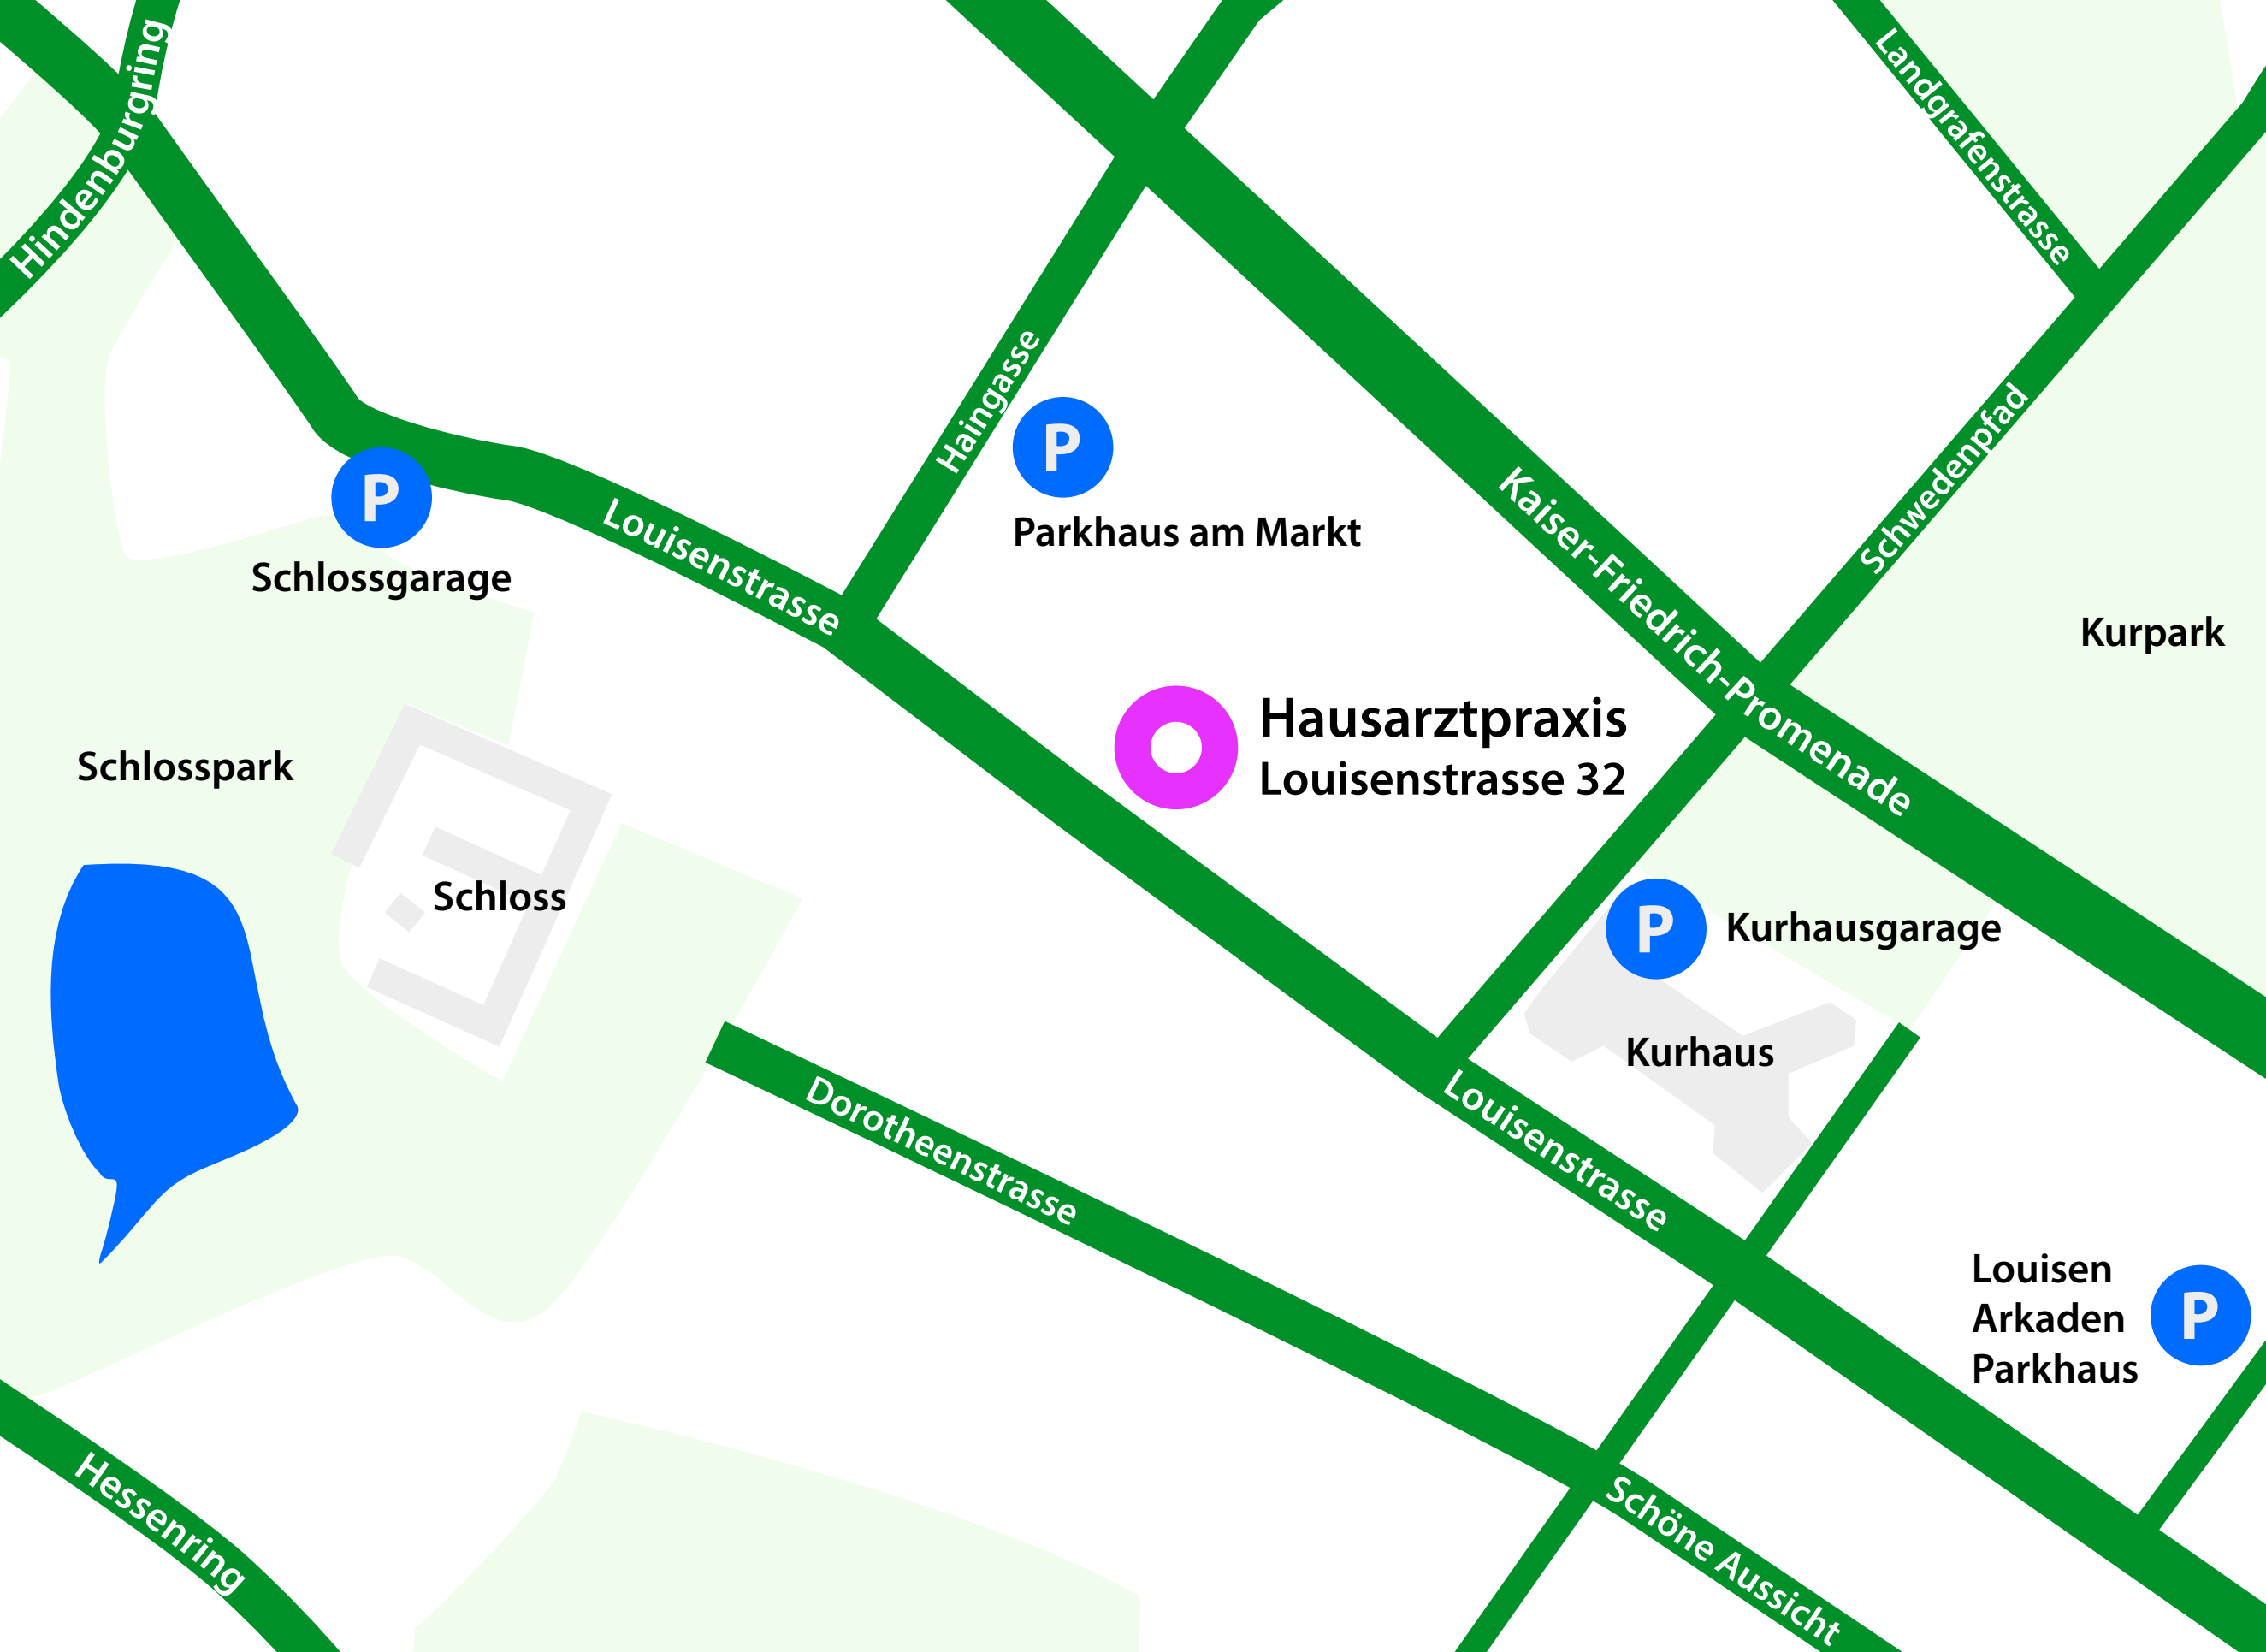 Hindenburgring
Landgrafenstrasse
Haingasse
P
Parkhaus am Markt
Kaiser-Friedrich-Promenade
Schwedenpfad
P
Schlossgarage
Louisenstrasse
Kurpark
Hausarztpraxis
Louisenstrasse 32
Schlosspark
Schloss
P
Kurhausgarage
Kurhaus
Dorotheenstrasse
Louisenstrasse
Louisen
Arkaden
Parkhaus
P
Hessenring
Schöne Aussicht